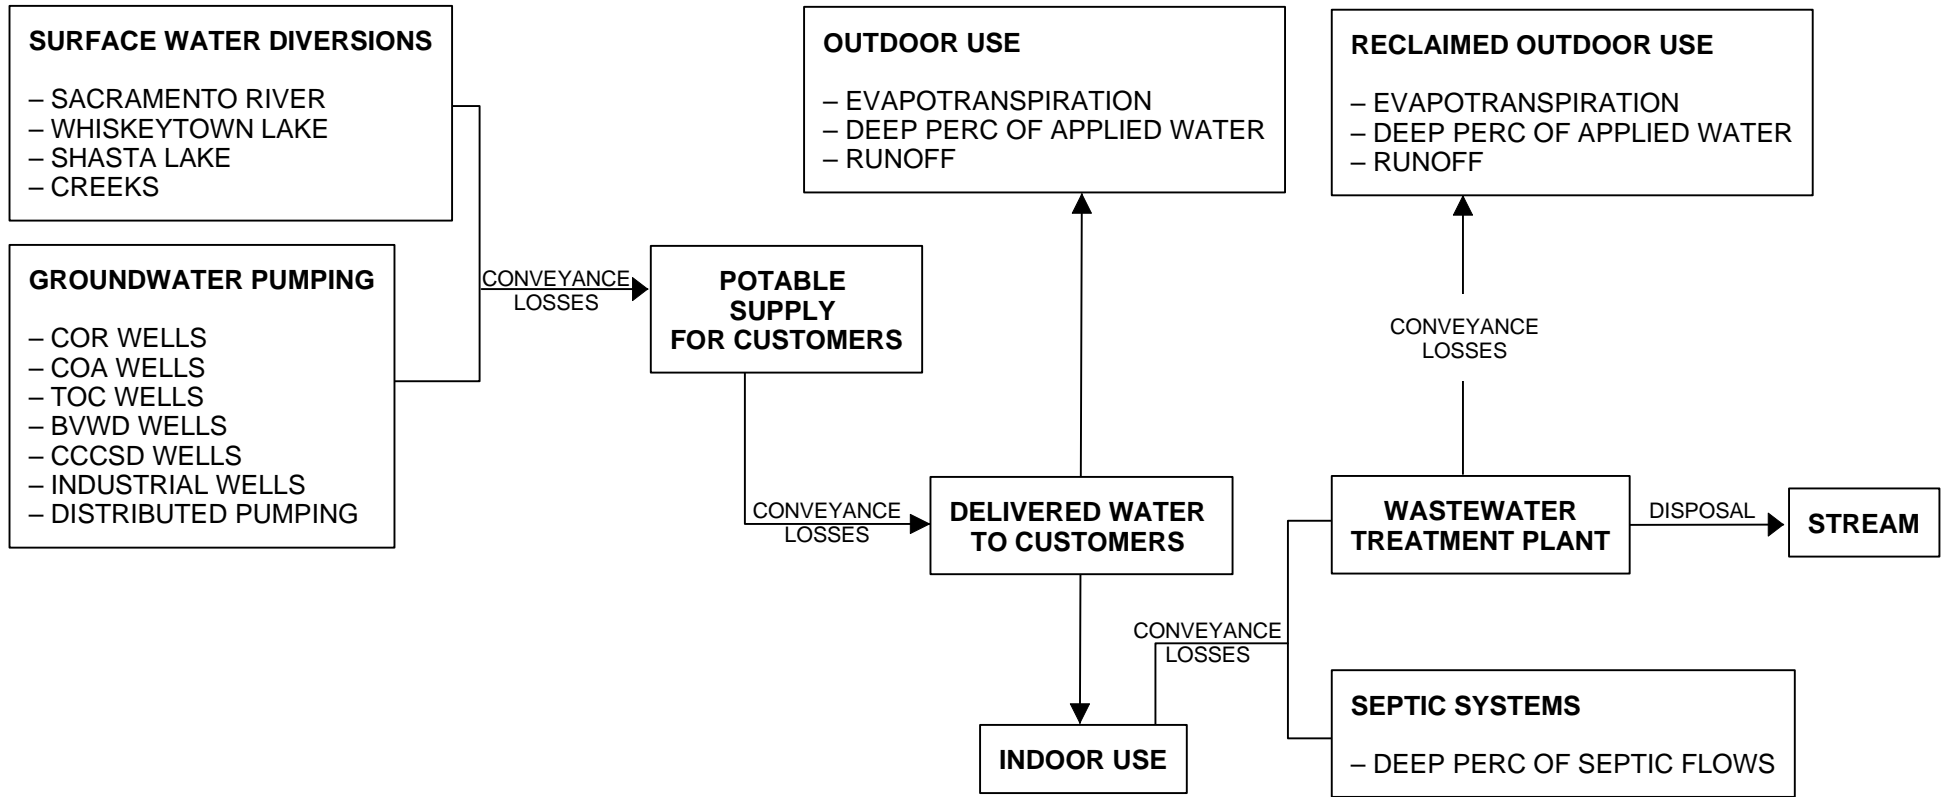 SURFACE WATER DIVERSIONS
– SACRAMENTO RIVER
– WHISKEYTOWN LAKE
– SHASTA LAKE
– CREEKS
GROUNDWATER PUMPING
– COR WELLS
– COA WELLS
– TOC WELLS
– BVWD WELLS
– CCCSD WELLS
– INDUSTRIAL WELLS
– DISTRIBUTED PUMPING
CONVEYANCE
LOSSES
POTABLE
SUPPLY
FOR CUSTOMERS
CONVEYANCE
LOSSES
DELIVERED WATER
TO CUSTOMERS
OUTDOOR USE
– EVAPOTRANSPIRATION
– DEEP PERC OF APPLIED WATER
– RUNOFF
INDOOR USE
CONVEYANCE
LOSSES
RECLAIMED OUTDOOR USE
– EVAPOTRANSPIRATION
– DEEP PERC OF APPLIED WATER
– RUNOFF
CONVEYANCE
LOSSES
WASTEWATER
TREATMENT PLANT
DISPOSAL
STREAM
SEPTIC SYSTEMS
– DEEP PERC OF SEPTIC FLOWS